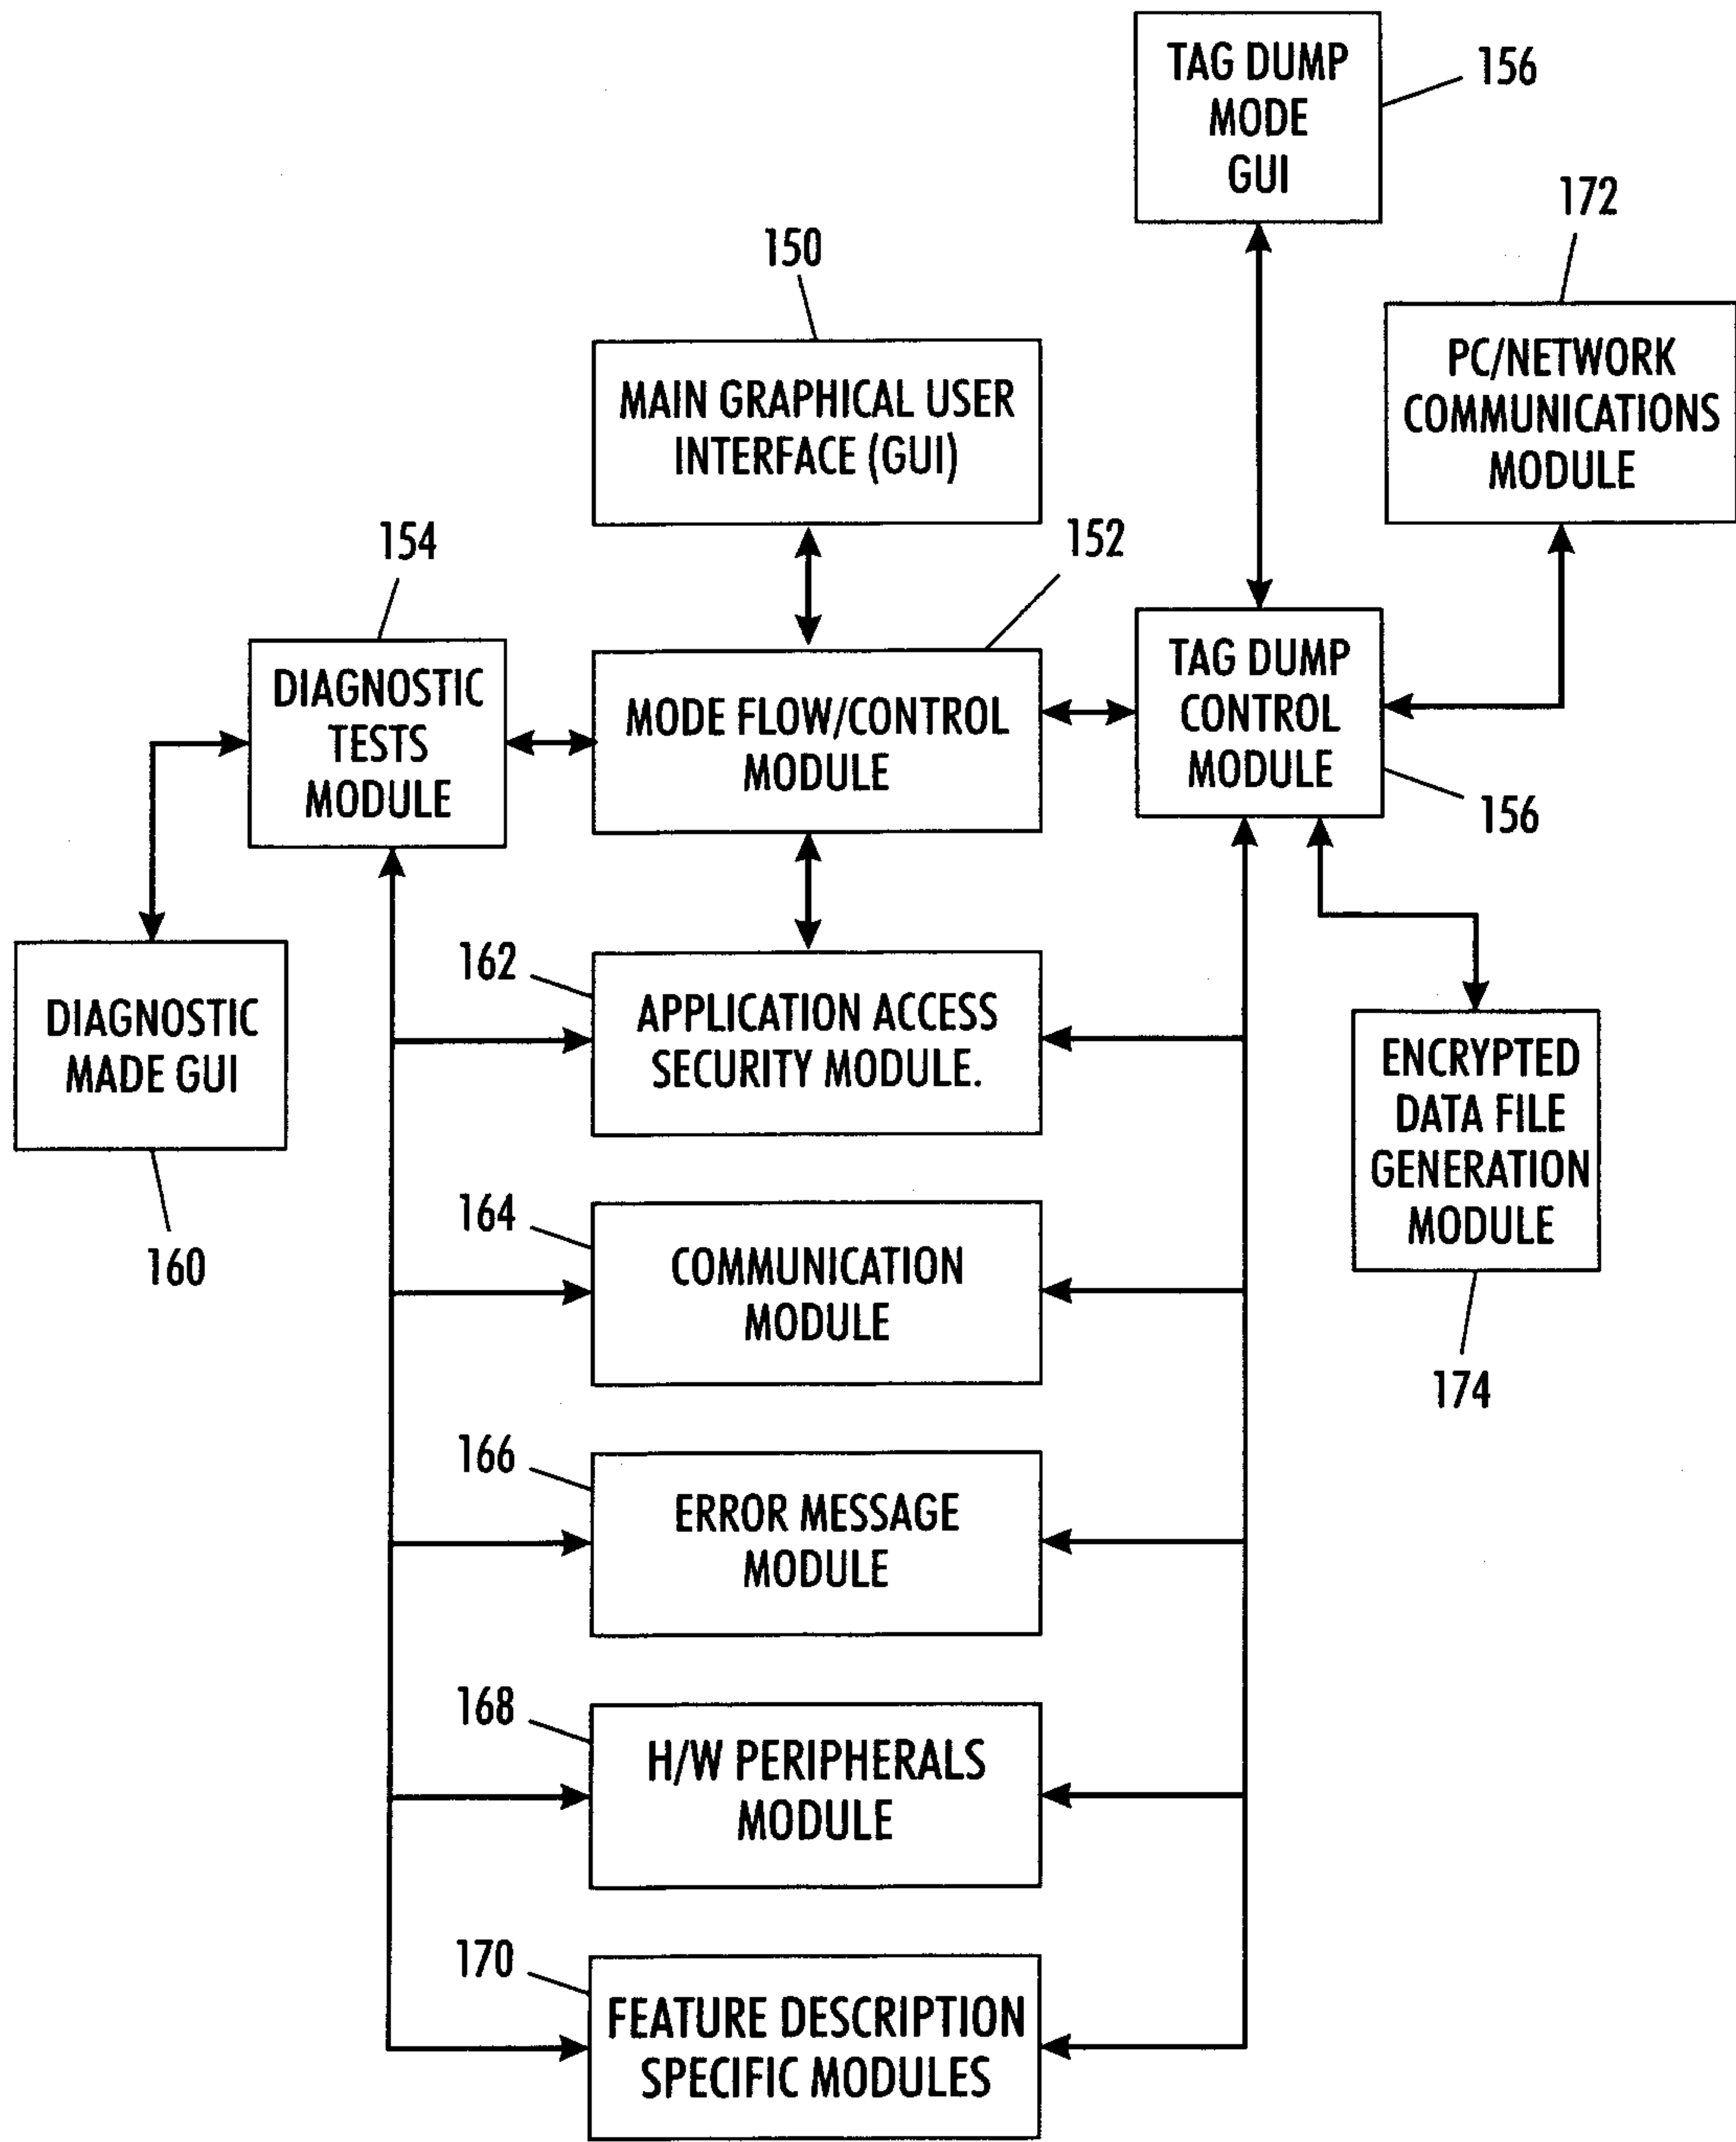 TAG DUMP
MODE
GUI
156
172
PC/NETWORK
COMMUNICATIONS
MODULE
150
MAIN GRAPHICAL USER
INTERFACE (GUI)
154
DIAGNOSTIC
TESTS
MODULE
152
MODE FLOW/CONTROL
MODULE
TAG DUMP
CONTROL
MODULE
156
DIAGNOSTIC
MADE GUI
160
162
APPLICATION ACCESS
SECURITY MODULE.
ENCRYPTED
DATA FILE
GENERATION
MODULE
174
164
COMMUNICATION
MODULE
166
ERROR MESSAGE
MODULE
168
H/W PERIPHERALS
MODULE
170
FEATURE DESCRIPTION
SPECIFIC MODULES